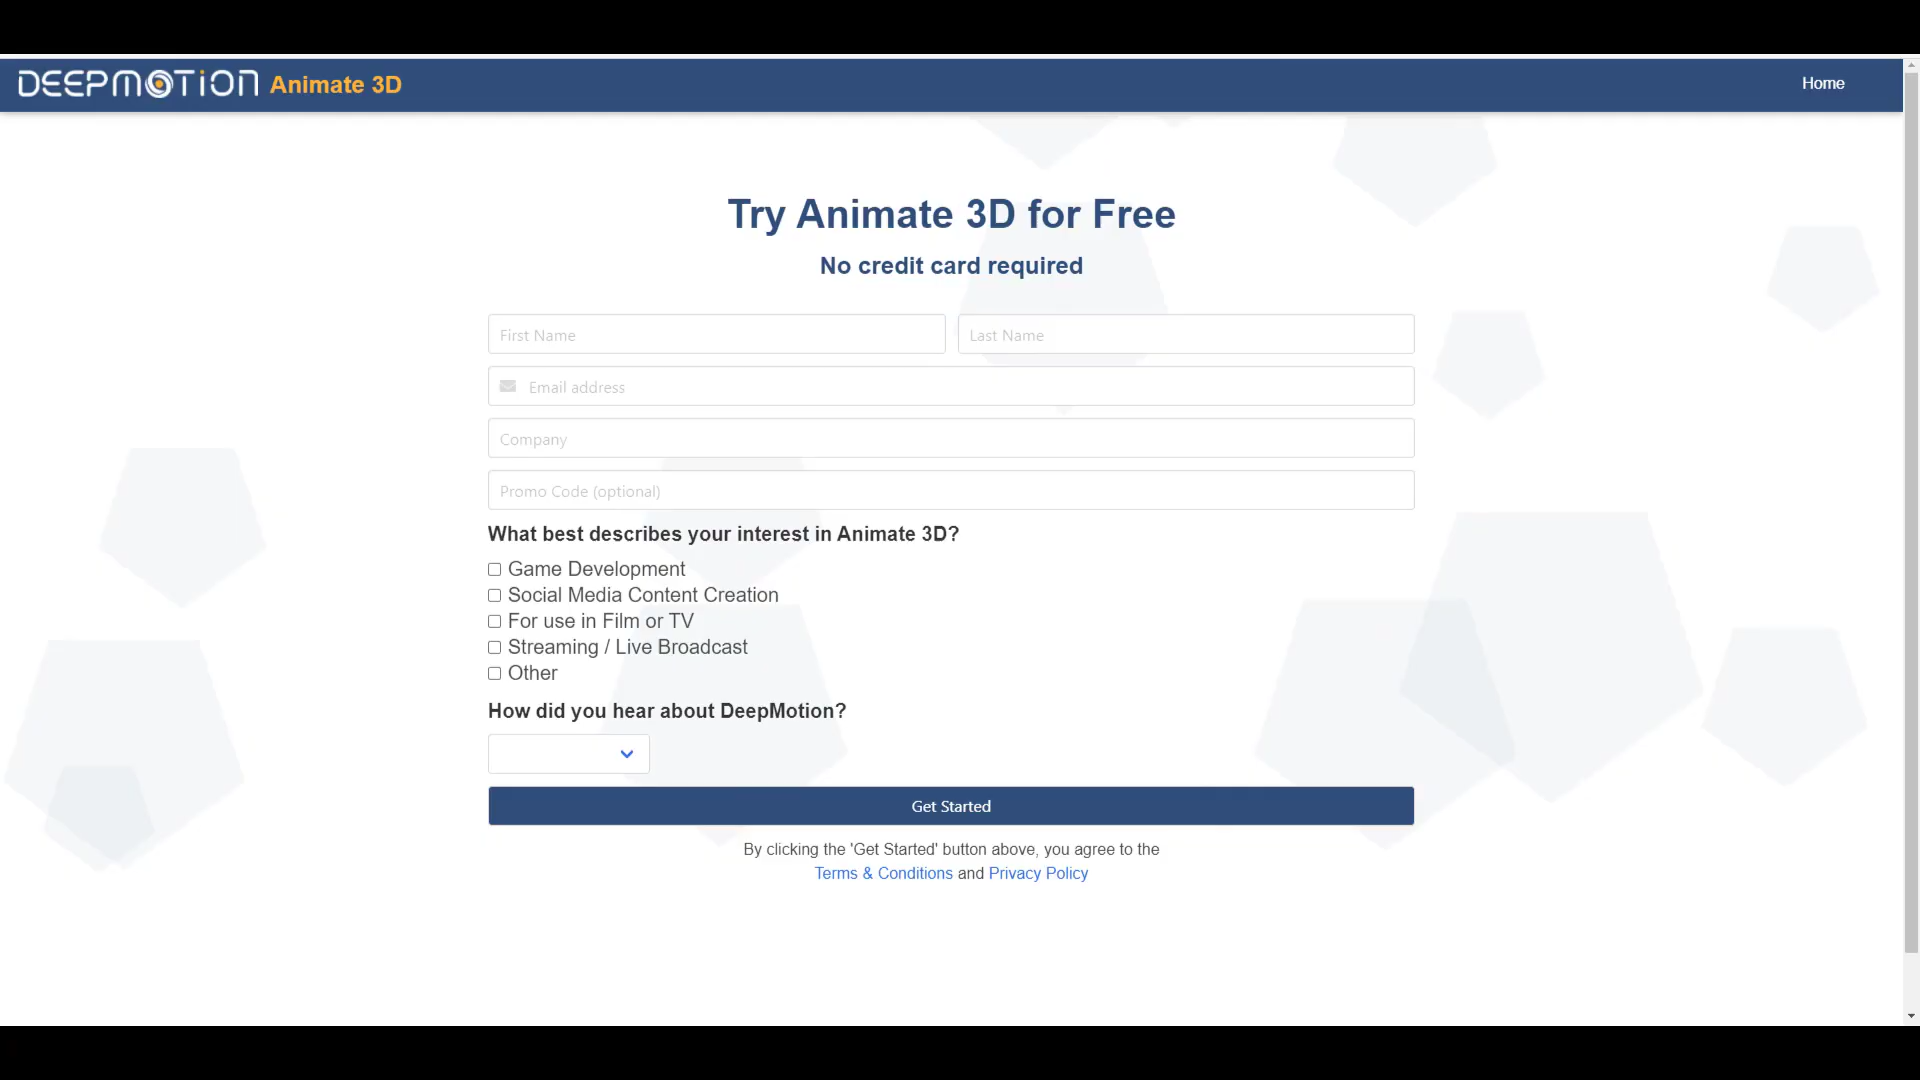 DEEPMOTION Animate 3D
Home
Try Animate 3D for Free
No credit card required
First Name
Last Name
Email address
Company
Promo Code (optional)
What best describes your interest in Animate 3D?
Game Development
Social Media Content Creation
For use in Film or TV
Streaming / Live Broadcast
Other
How did you hear about DeepMotion?
Get Started
By clicking the 'Get Started' button above, you agree to the
Terms & Conditions and Privacy Policy